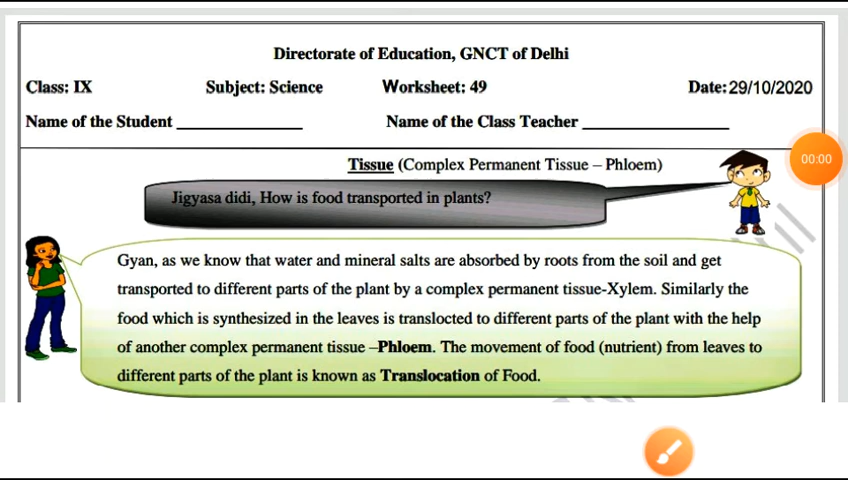 Directorate of Education, GNCT of Delhi
Class: IX Subject: Science Worksheet: 49 Date: 29/10/2020
Name of the Student _______________ Name of the Class Teacher _________________
Tissue (Complex Permanent Tissue – Phloem)
00:00
Jigyasa didi, How is food transported in plants?
Gyan, as we know that water and mineral salts are absorbed by roots from the soil and get
transported to different parts of the plant by a complex permanent tissue-Xylem. Similarly the
food which is synthesized in the leaves is translocted to different parts of the plant with the help
of another complex permanent tissue –Phloem. The movement of food (nutrient) from leaves to
different parts of the plant is known as Translocation of Food.